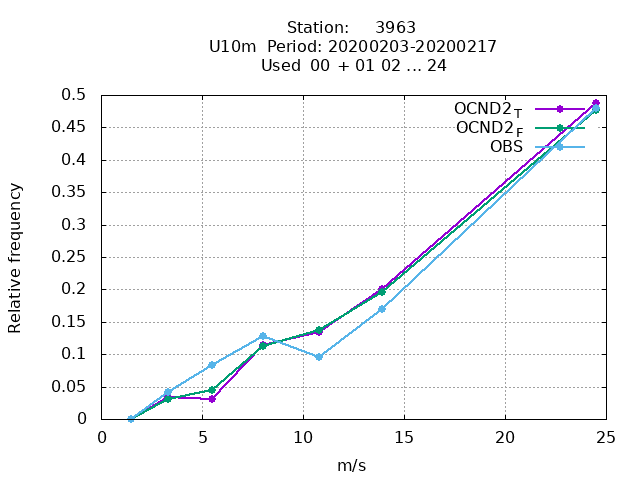 Station: 3963
U10m Period: 20200203-20200217
Used 00 + 01 02 ... 24
0.5
0.45
0.4
0.35
0.3
0.25
0.2
0.15
0.1
0.05
0
Relative frequency
OCND2_T
OCND2_F
OBS
0 5 10 15 20 25
m/s